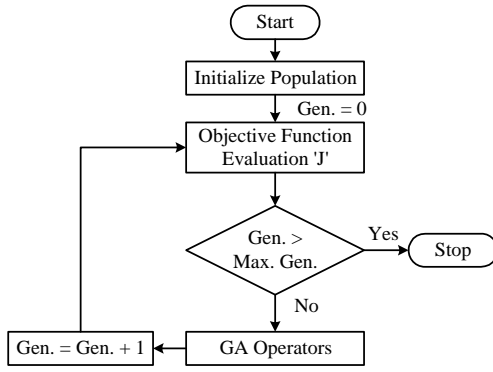 Start
Initialize Population
Gen. = 0
Objective Function
Evaluation 'J'
Gen. >
Max. Gen.
Yes
Stop
No
GA Operators
Gen. = Gen. + 1